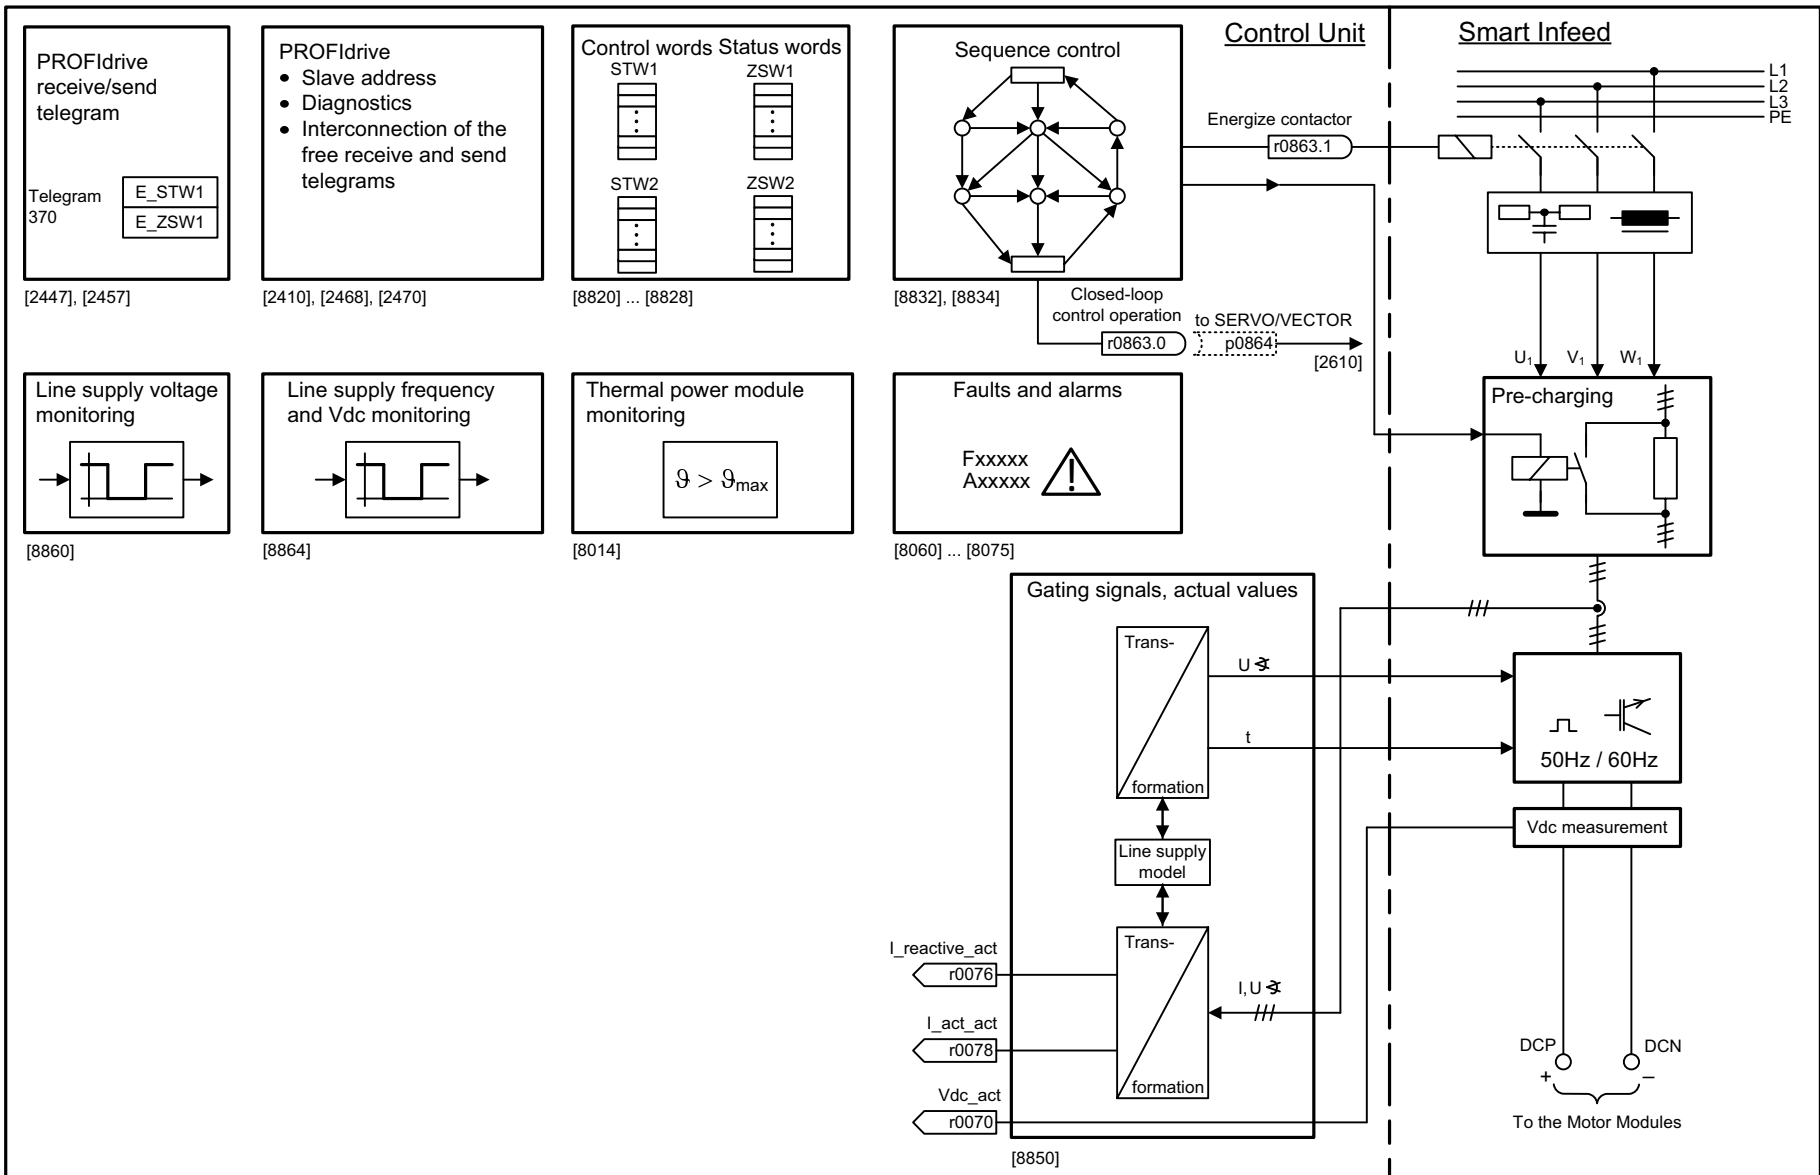 PROFIdrive
receive/send
telegram
Telegram
370
E_STW1
E_ZSW1
[2447], [2457]
PROFIdrive
• Slave address
• Diagnostics
• Interconnection of the
free receive and send
telegrams
[2410], [2468], [2470]
Control words Status words
STW1 ZSW1
STW2 ZSW2
[8820] ... [8828]
Sequence control
[8832], [8834]
Control Unit
Smart Infeed
L1
L2
L3
PE
Energize contactor
r0863.1
Closed-loop
control operation
r0863.0
to SERVO/VECTOR
p0864
[2610]
U1 V1 W1
Line supply voltage
monitoring
[8860]
Line supply frequency
and Vdc monitoring
[8864]
Thermal power module
monitoring
ϑ > ϑmax
[8014]
Faults and alarms
Fxxxxx
Axxxxx
!
[8060] ... [8075]
Pre-charging
Gating signals, actual values
Trans-
formation
U ∢
t
50Hz / 60Hz
Vdc measurement
Line supply
model
Trans-
formation
I,U ∢
I_reactive_act
r0076
I_act_act
r0078
Vdc_act
r0070
[8850]
DCP DCN
+ –
To the Motor Modules